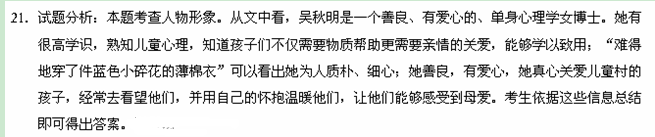 21. 试题分析：本题考查人物形象。从文中看，吴秋明是一个善良、有爱心的、单身心理学女博士。她有
很高学识，熟知儿童心理，知道孩子们不仅需要物质帮助更需要亲情的关爱，能够学以致用；“难得
地穿了件蓝色小碎花的薄棉衣”可以看出她为人质朴、细心；她善良，有爱心，她真心关爱儿童村的
孩子，经常去看望他们，并用自己的怀抱温暖他们，让他们能够感受到母爱。考生依据这些信息总结
即可得出答案。